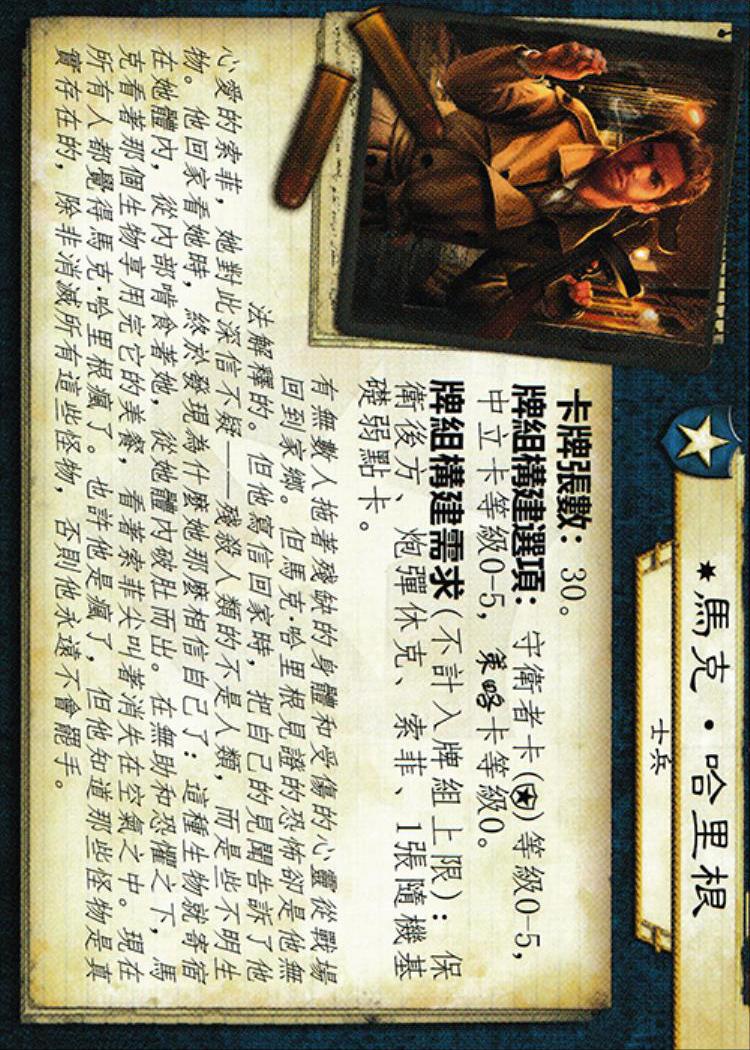 ✷馬克·哈里根
士兵
卡牌張數：30。
牌組構建選項：守衛者卡()等級0-5，
中立卡等級0-5，策略卡等級0。
牌組構建需求(不計入牌組上限)：保
衛後方、炮彈休克、索菲、1張隨機基
礎弱點卡。
有無數人拖著殘缺的身體和受傷的心靈從戰場
回到家鄉。但馬克·哈里根見證的恐怖卻是他無
法解釋的。但他寫信回家時，把自己的見聞告訴了他
心愛的索菲，她對此深信不疑——殘殺人類的不是人類，而是些不明生
物。他回家看她時，終於發現為什麼她那麼相信自己了：這種生物就寄宿
在她體內，從內部啃食著她，從她體內破肚而出。在無助和恐懼之下，馬
克看著那個生物享用完它的美餐，看著索菲尖叫著消失在空氣之中。現在
所有人都覺得馬克·哈里根瘋了。也許他是瘋了，但他知道那些怪物是真
實存在的，除非消滅所有這些怪物，否則他永遠不會罷手。